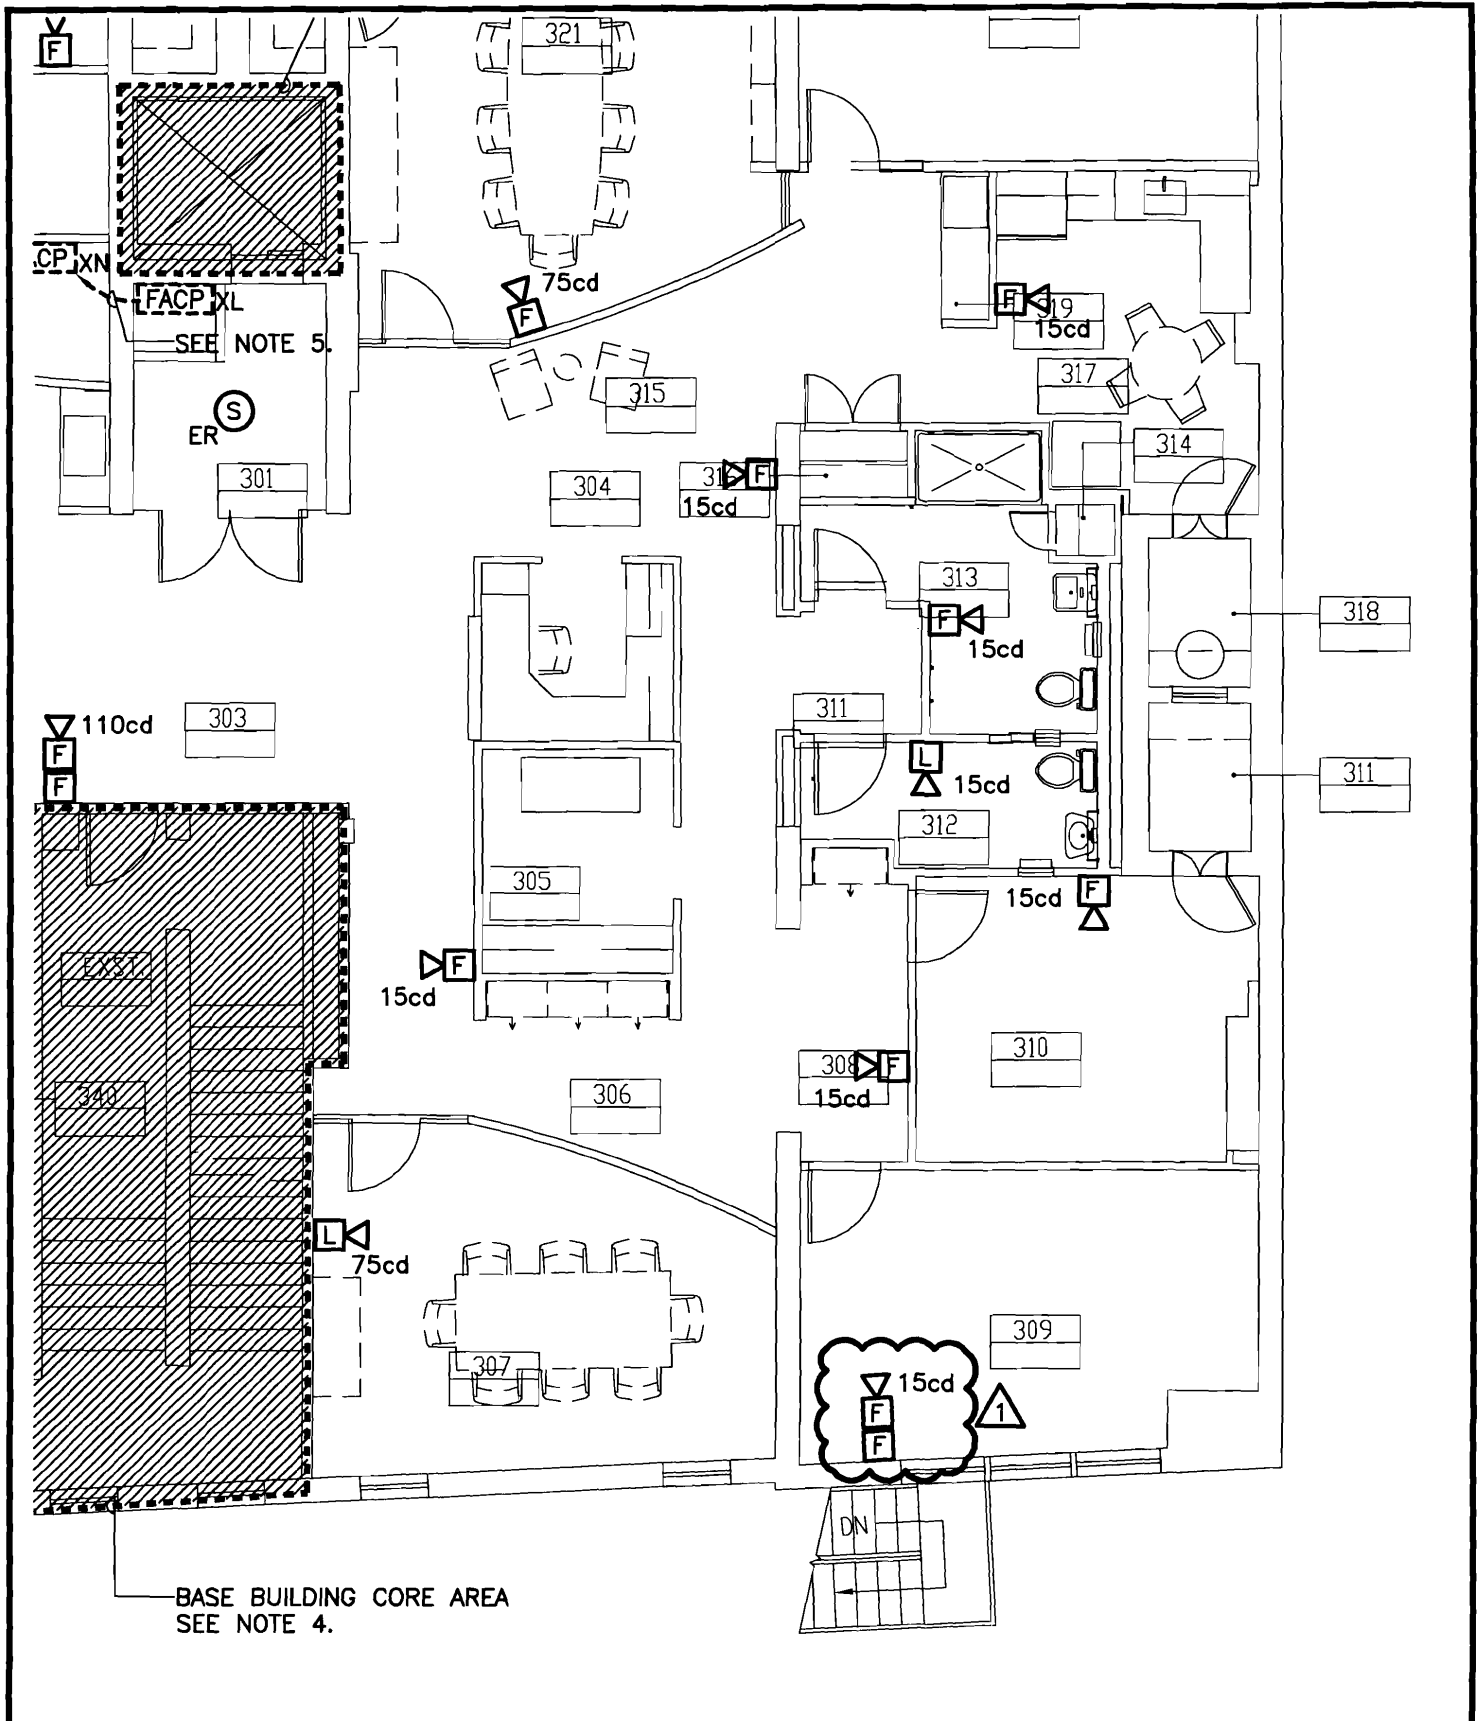 F
321
75cd
F
.CP XN
FACP XL
SEE NOTE 5.
F
319
15cd
317
315
S
ER
314
301
304
F
15cd
313
F
15cd
318
303
110cd
F
F
311
L
15cd
311
312
305
15cd
F
EXST.
F
15cd
310
308
F
15cd
340
306
L
75cd
309
307
15cd
F
F
1
DN
BASE BUILDING CORE AREA
SEE NOTE 4.